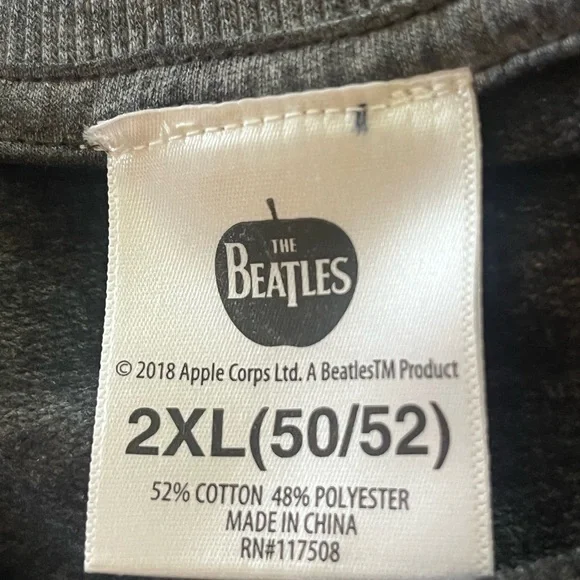 THE
BEATLES
© 2018 Apple Corps Ltd. A BeatlesTM Product
2XL(50/52)
52% COTTON 48% POLYESTER
MADE IN CHINA
RN#117508